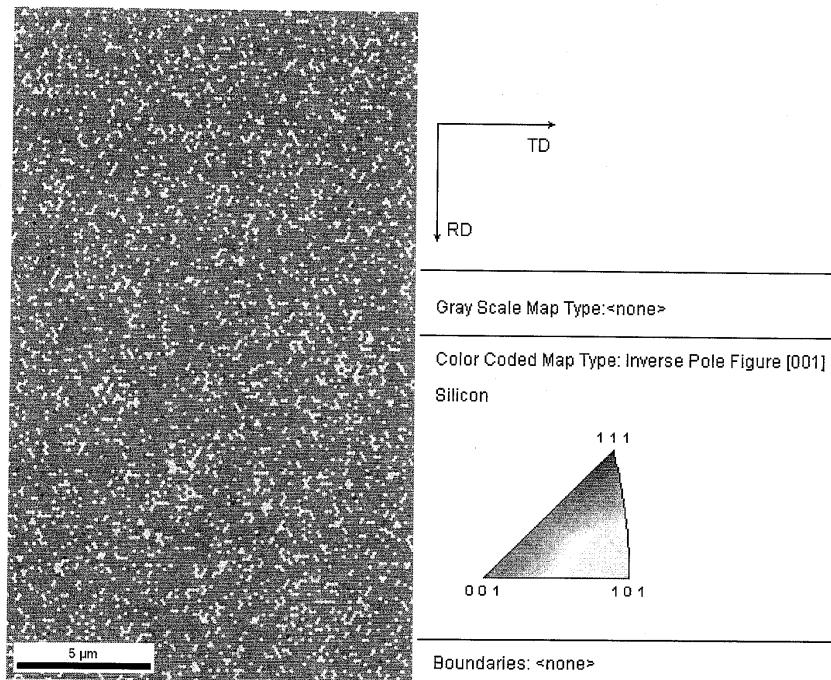 TD
RD
Gray Scale Map Type:<none>
Color Coded Map Type: Inverse Pole Figure [001]
Silicon
1 1 1
0 0 1
1 0 1
5 µm
Boundaries: <none>